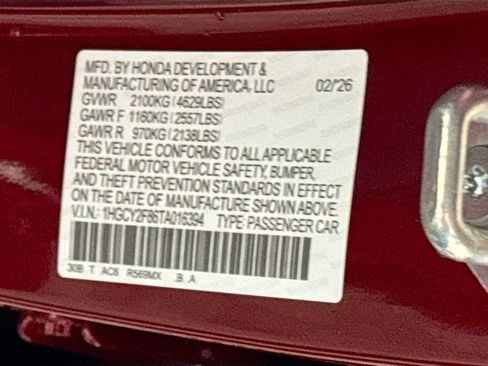 MFD. BY HONDA DEVELOPMENT &
MANUFACTURING OF AMERICA, LLC 02/26
GVWR 2100KG (4629LBS)
GAWR F 1160KG (2557LBS)
GAWR R 970KG (2138LBS)
THIS VEHICLE CONFORMS TO ALL APPLICABLE
FEDERAL MOTOR VEHICLE SAFETY, BUMPER,
AND THEFT PREVENTION STANDARDS IN EFFECT
ON THE DATE OF MANUFACTURE SHOWN ABOVE.
V.I.N.: 1HGCY2F86TA016394 TYPE: PASSENGER CAR
30B T AC6 R569MX .B .A